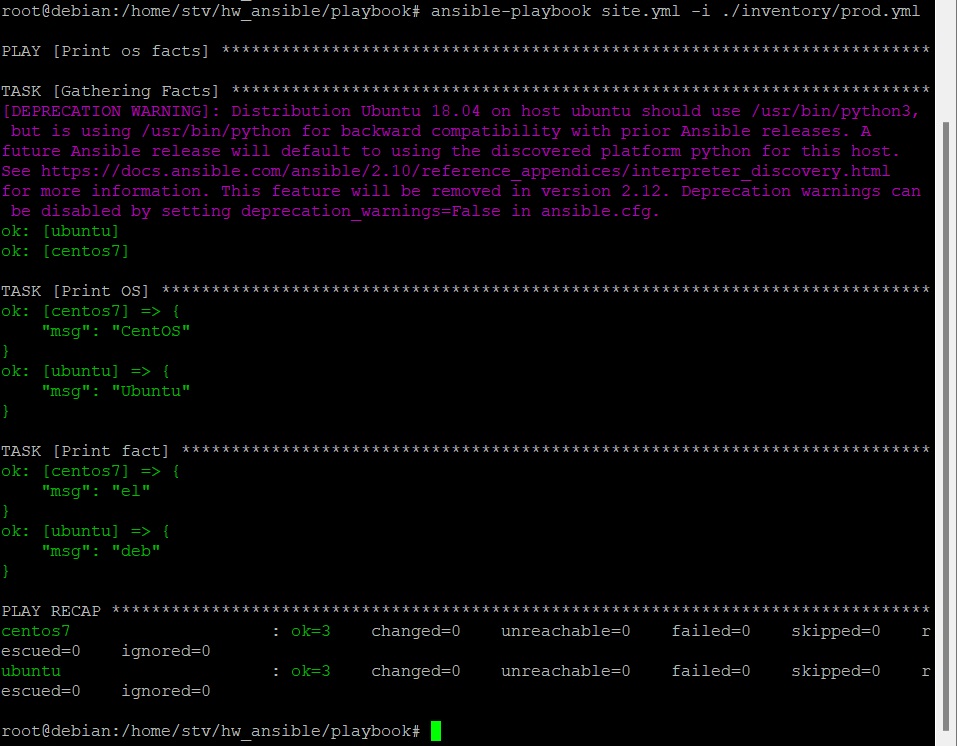 root@debian:/home/stv/hw_ansible/playbook# ansible-playbook site.yml -i ./inventory/prod.yml

PLAY [Print os facts] ***********************************************************************

TASK [Gathering Facts] **********************************************************************
[DEPRECATION WARNING]: Distribution Ubuntu 18.04 on host ubuntu should use /usr/bin/python3,
 but is using /usr/bin/python for backward compatibility with prior Ansible releases. A
future Ansible release will default to using the discovered platform python for this host.
See https://docs.ansible.com/ansible/2.10/reference_appendices/interpreter_discovery.html
for more information. This feature will be removed in version 2.12. Deprecation warnings can
 be disabled by setting deprecation_warnings=False in ansible.cfg.
ok: [ubuntu]
ok: [centos7]

TASK [Print OS] *****************************************************************************
ok: [centos7] => {
    "msg": "CentOS"
}
ok: [ubuntu] => {
    "msg": "Ubuntu"
}

TASK [Print fact] ***************************************************************************
ok: [centos7] => {
    "msg": "el"
}
ok: [ubuntu] => {
    "msg": "deb"
}

PLAY RECAP **********************************************************************************
centos7                    : ok=3    changed=0    unreachable=0    failed=0    skipped=0    r
escued=0    ignored=0
ubuntu                     : ok=3    changed=0    unreachable=0    failed=0    skipped=0    r
escued=0    ignored=0

root@debian:/home/stv/hw_ansible/playbook#